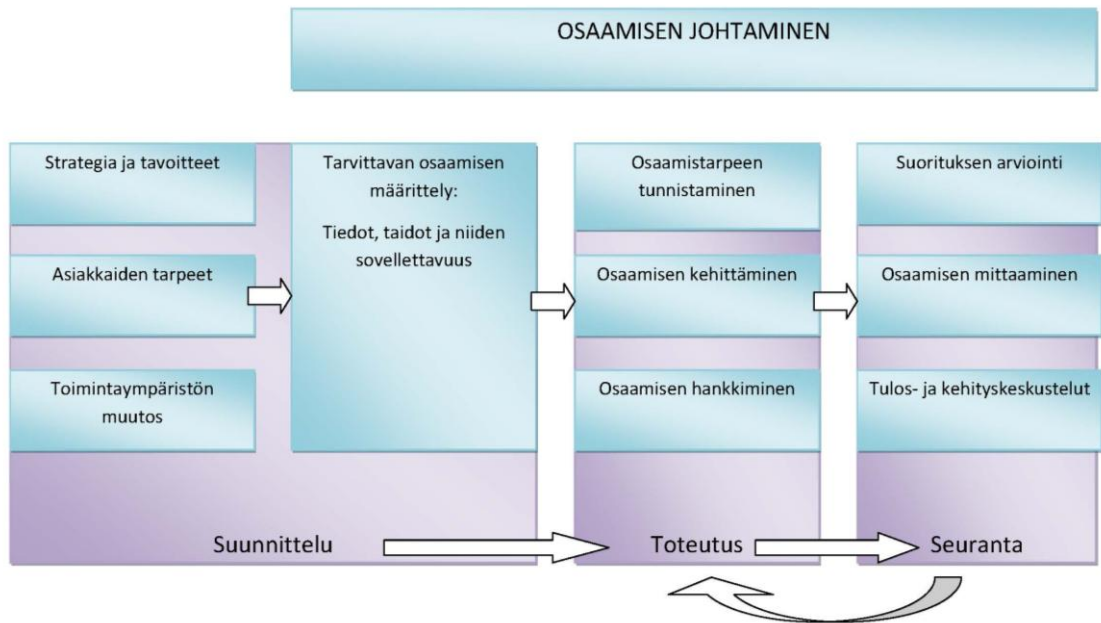 OSAAMISEN JOHTAMINEN
Strategia ja tavoitteet
Asiakkaiden tarpeet
Toimintaympäristön
muutos
Tarvittavan osaamisen
määrittely:
Tiedot, taidot ja niiden
sovellettavuus
Osaamistarpeen
tunnistaminen
Osaamisen kehittäminen
Osaamisen hankkiminen
Suorituksen arviointi
Osaamisen mittaaminen
Tulos- ja kehityskeskustelut
Suunnittelu
Toteutus
Seuranta